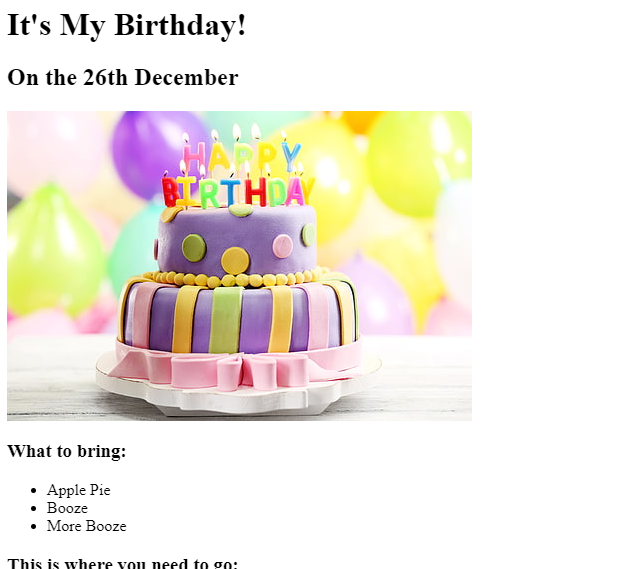 It's My Birthday!
On the 26th December
HAPPY
BIRTHDAY
What to bring:
Apple Pie
Booze
More Booze
This is where you need to go: